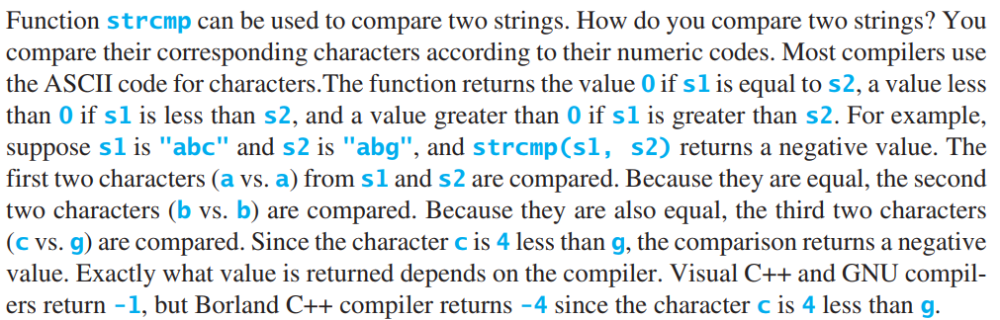 Function strcmp can be used to compare two strings. How do you compare two strings? You
compare their corresponding characters according to their numeric codes. Most compilers use
the ASCII code for characters.The function returns the value 0 if s1 is equal to s2, a value less
than 0 if s1 is less than s2, and a value greater than 0 if s1 is greater than s2. For example,
suppose s1 is "abc" and s2 is "abg", and strcmp(s1, s2) returns a negative value. The
first two characters (a vs. a) from s1 and s2 are compared. Because they are equal, the second
two characters (b vs. b) are compared. Because they are also equal, the third two characters
(c vs. g) are compared. Since the character c is 4 less than g, the comparison returns a negative
value. Exactly what value is returned depends on the compiler. Visual C++ and GNU compil-
ers return -1, but Borland C++ compiler returns -4 since the character c is 4 less than g.